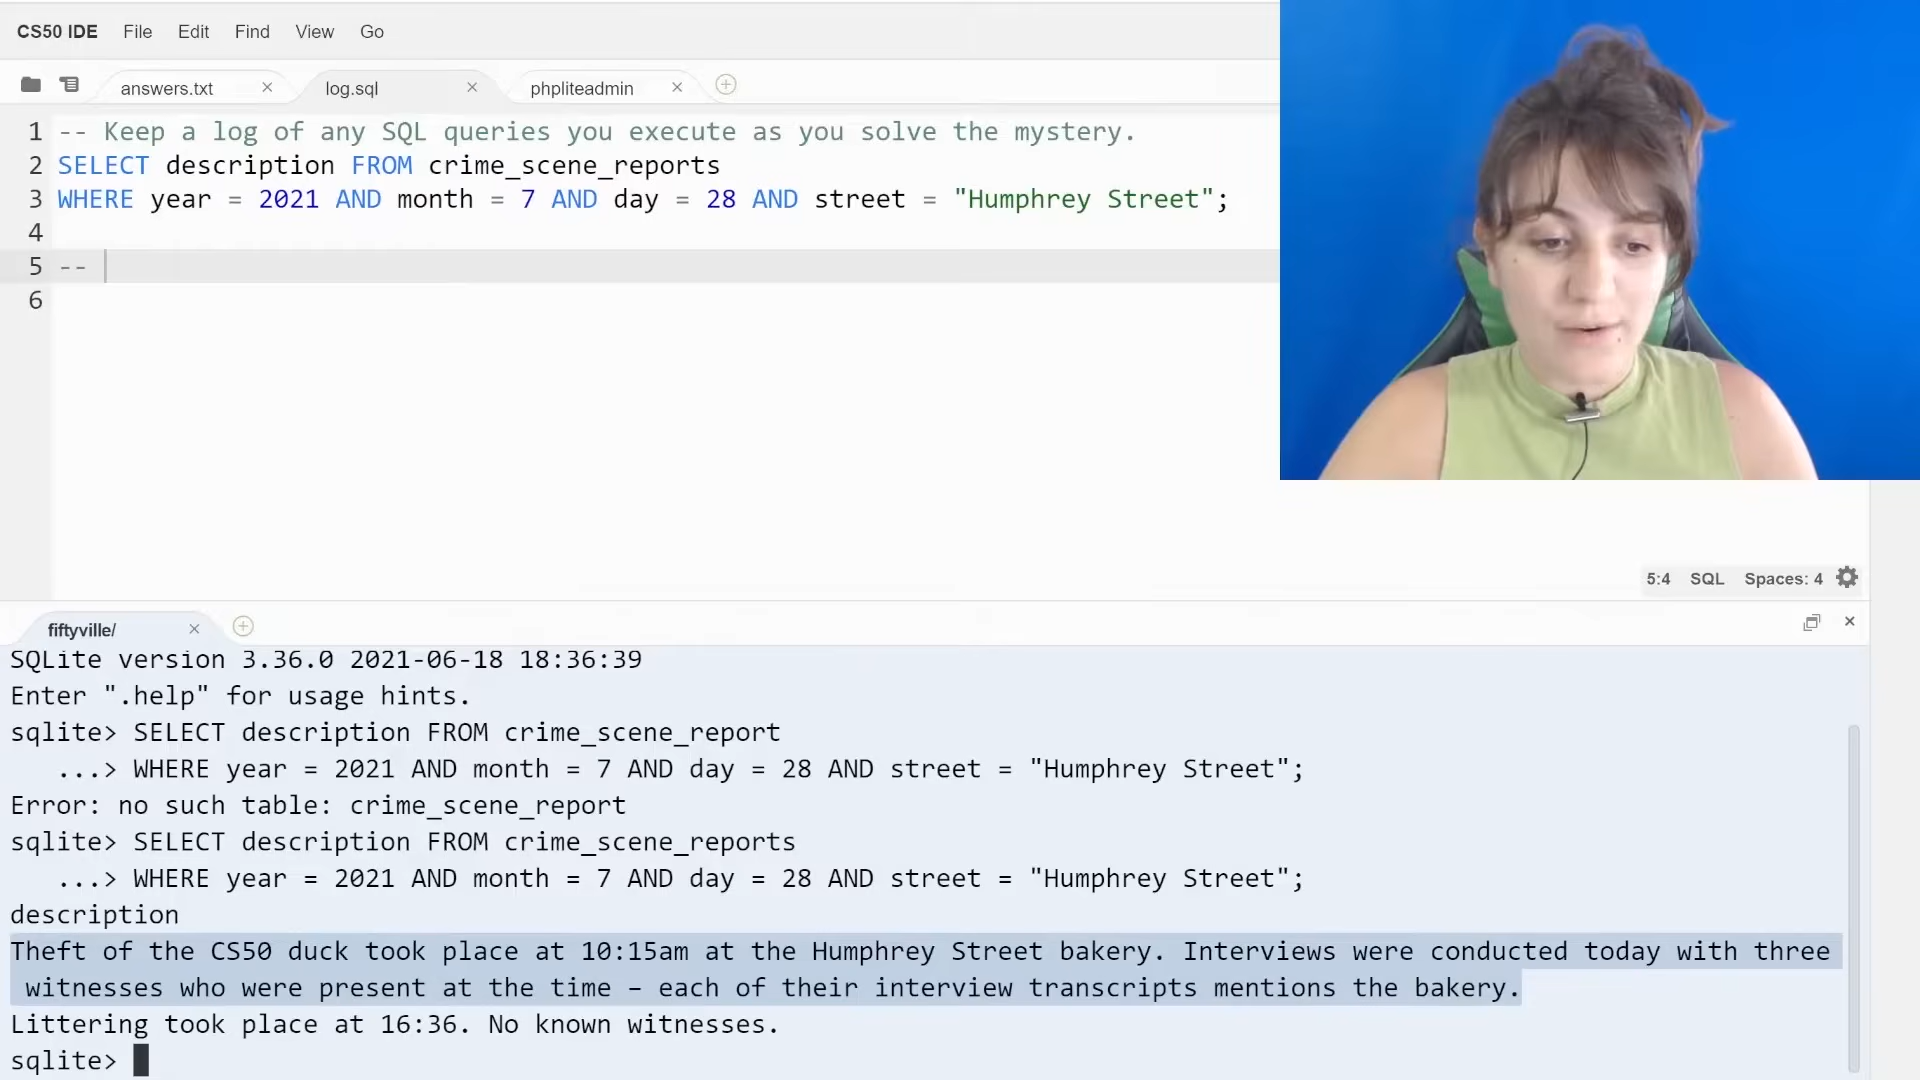 CS50 IDE File Edit Find View Go
answers.txt × log.sql × phpliteadmin ×
1 -- Keep a log of any SQL queries you execute as you solve the mystery.
2 SELECT description FROM crime_scene_reports
3 WHERE year = 2021 AND month = 7 AND day = 28 AND street = "Humphrey Street";
4
5 --
6
5:4 SQL Spaces: 4
fiftyville/ ×
SQLite version 3.36.0 2021-06-18 18:36:39
Enter ".help" for usage hints.
sqlite> SELECT description FROM crime_scene_report
...> WHERE year = 2021 AND month = 7 AND day = 28 AND street = "Humphrey Street";
Error: no such table: crime_scene_report
sqlite> SELECT description FROM crime_scene_reports
...> WHERE year = 2021 AND month = 7 AND day = 28 AND street = "Humphrey Street";
description
Theft of the CS50 duck took place at 10:15am at the Humphrey Street bakery. Interviews were conducted today with three
witnesses who were present at the time – each of their interview transcripts mentions the bakery.
Littering took place at 16:36. No known witnesses.
sqlite>